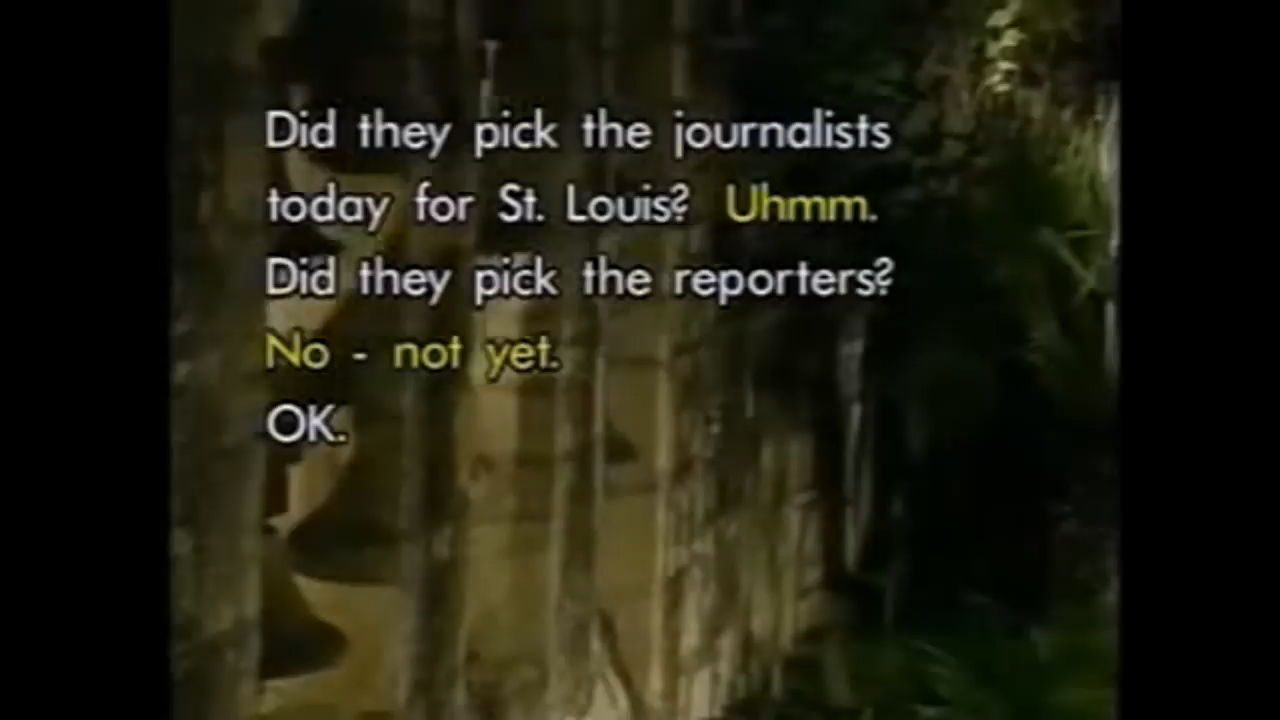 Did they pick the journalists
today for St. Louis? Uhmm.
Did they pick the reporters?
No - not yet.
OK.